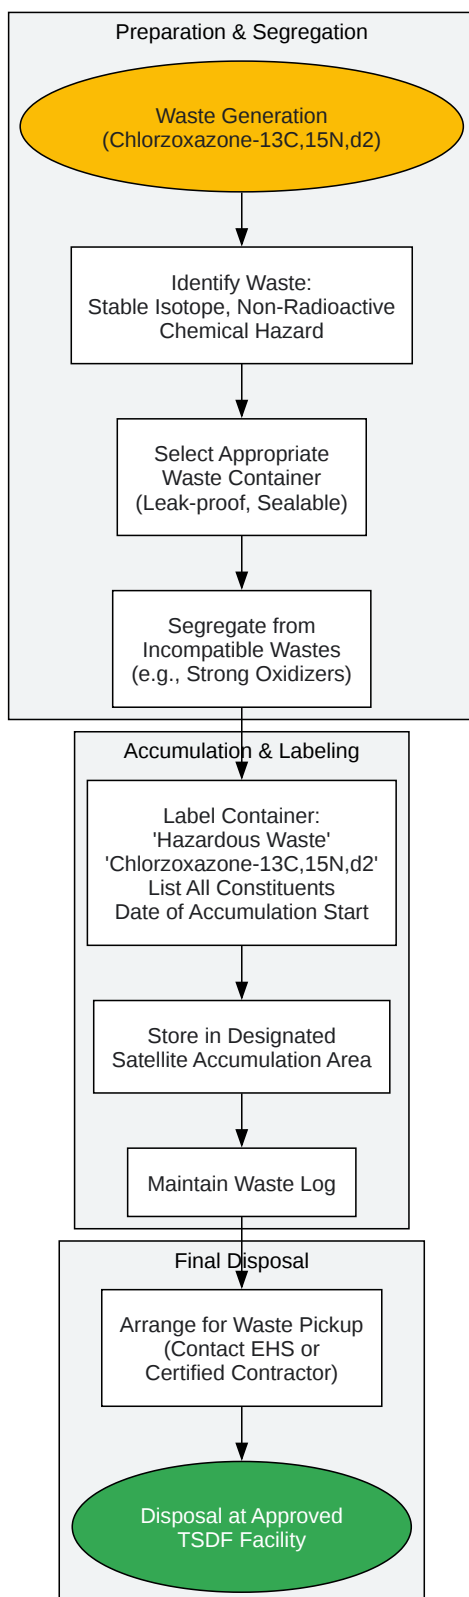 Preparation & Segregation
Waste Generation
(Chlorzoxazone-13C,15N,d2)
Identify Waste:
Stable Isotope, Non-Radioactive
Chemical Hazard
Select Appropriate
Waste Container
(Leak-proof, Sealable)
Segregate from
Incompatible Wastes
(e.g., Strong Oxidizers)
Accumulation & Labeling
Label Container:
'Hazardous Waste'
'Chlorzoxazone-13C,15N,d2'
List All Constituents
Date of Accumulation Start
Store in Designated
Satellite Accumulation Area
Maintain Waste Log
Final Disposal
Arrange for Waste Pickup
(Contact EHS or
Certified Contractor)
Disposal at Approved
TSDF Facility